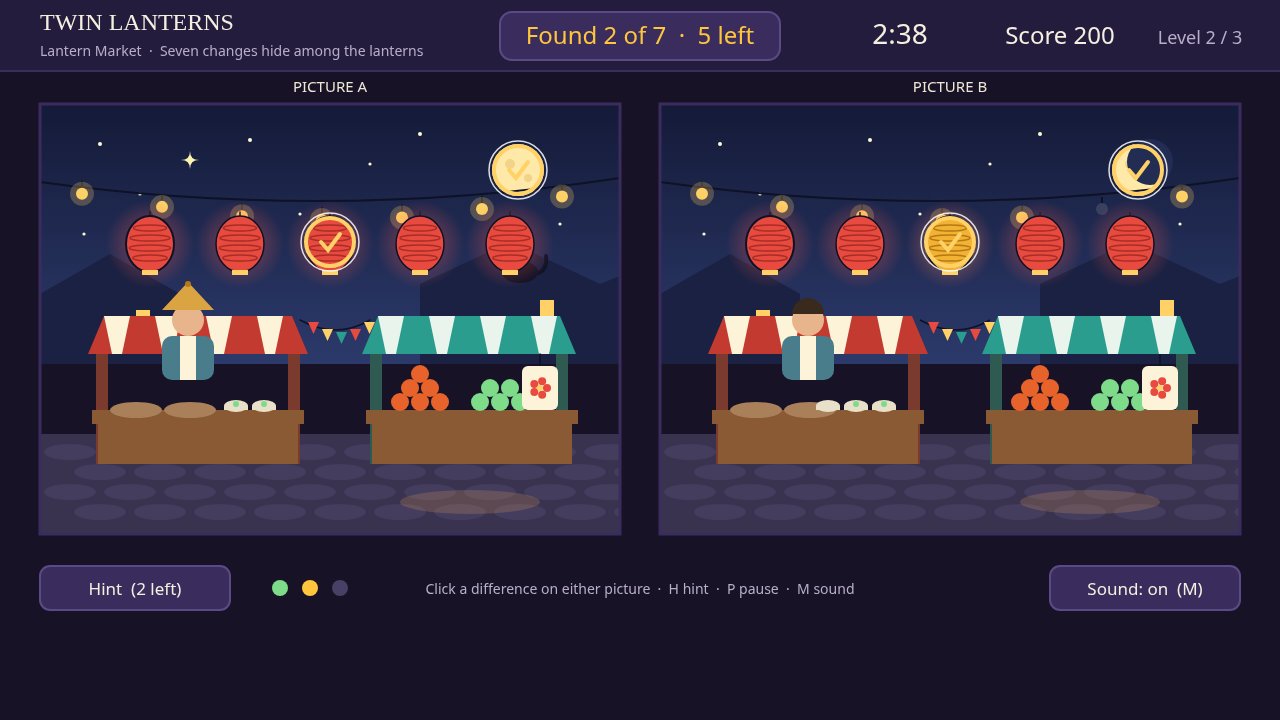 TWIN LANTERNS
Lantern Market · Seven changes hide among the lanterns
Found 2 of 7 · 5 left
2:38
Score 200
Level 2 / 3
PICTURE A
PICTURE B
Hint (2 left)
Click a difference on either picture · H hint · P pause · M sound
Sound: on (M)